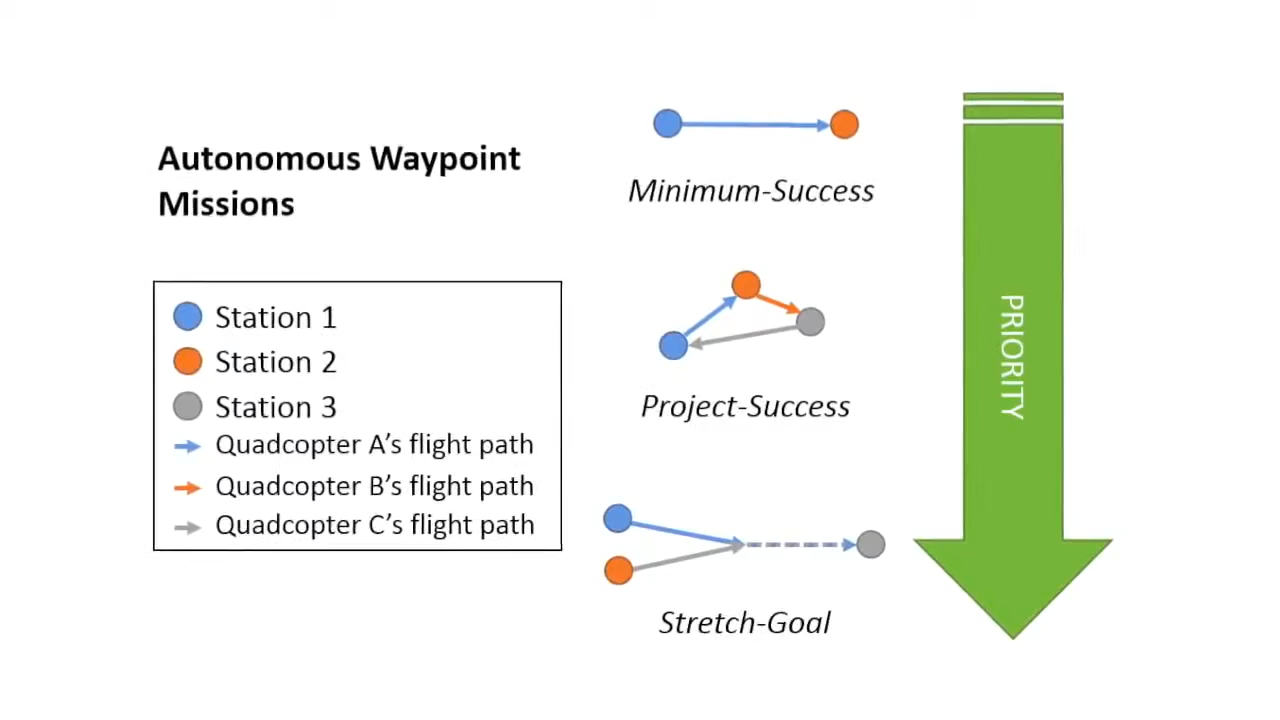 Autonomous Waypoint
Missions
Station 1
Station 2
Station 3
Quadcopter A’s flight path
Quadcopter B’s flight path
Quadcopter C’s flight path
Minimum-Success
Project-Success
Stretch-Goal
PRIORITY